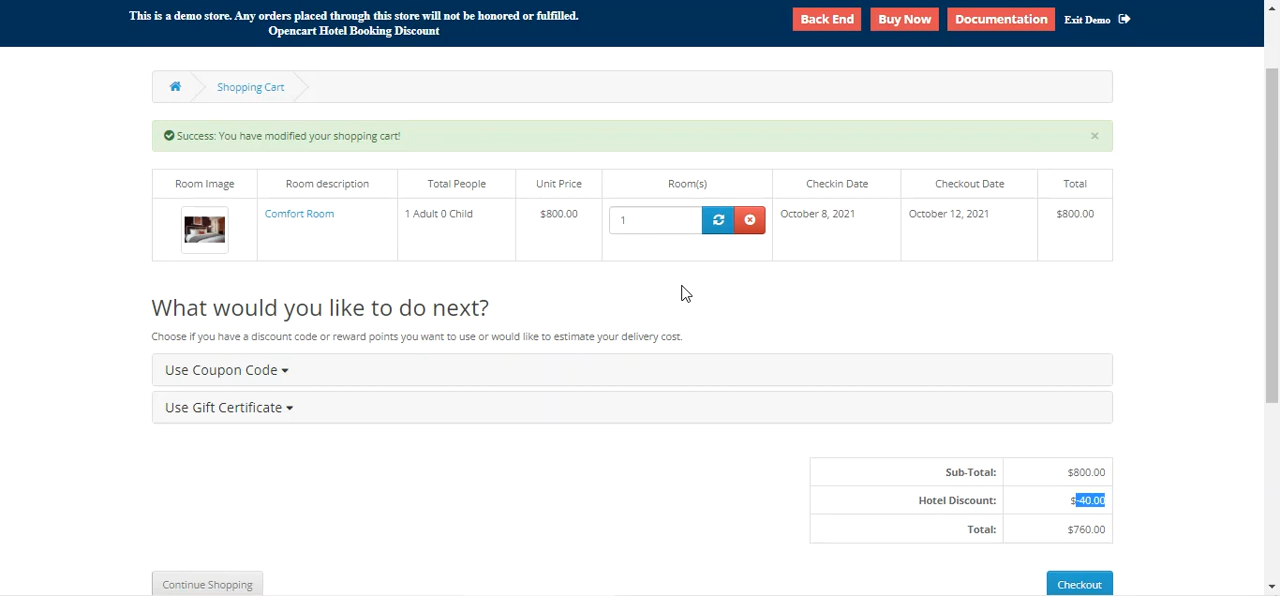 This is a demo store. Any orders placed through this store will not be honored or fulfilled.
Opencart Hotel Booking Discount
Back End
Buy Now
Documentation
Exit Demo
Shopping Cart
Success: You have modified your shopping cart!
×
Room Image Room description Total People Unit Price Room(s) Checkin Date Checkout Date Total
Comfort Room 1 Adult 0 Child $800.00 1 October 8, 2021 October 12, 2021 $800.00
What would you like to do next?
Choose if you have a discount code or reward points you want to use or would like to estimate your delivery cost.
Use Coupon Code
Use Gift Certificate
Sub-Total: $800.00
Hotel Discount: $-40.00
Total: $760.00
Continue Shopping
Checkout